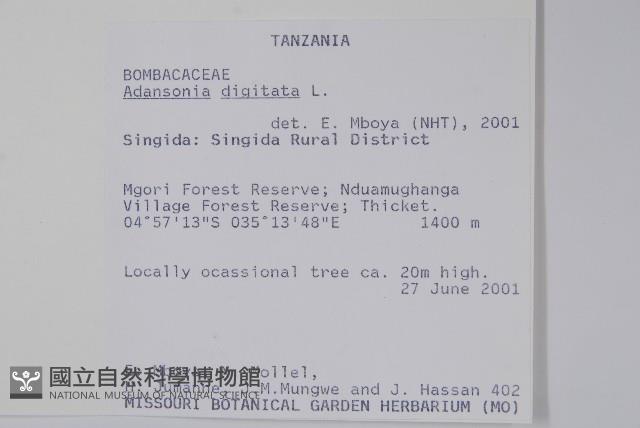 TANZANIA
BOMBACACEAE
Adansonia digitata L.
det. E. Mboya (NHT), 2001
Singida: Singida Rural District
Mgori Forest Reserve; Nduamughanga
Village Forest Reserve; Thicket.
04°57'13"S 035°13'48"E 1400 m
Locally ocassional tree ca. 20m high.
27 June 2001
H. Jumanne, J.M.Mungwe and J. Hassan 402
MISSOURI BOTANICAL GARDEN HERBARIUM (MO)
國立自然科學博物館
NATIONAL MUSEUM OF NATURAL SCIENCE